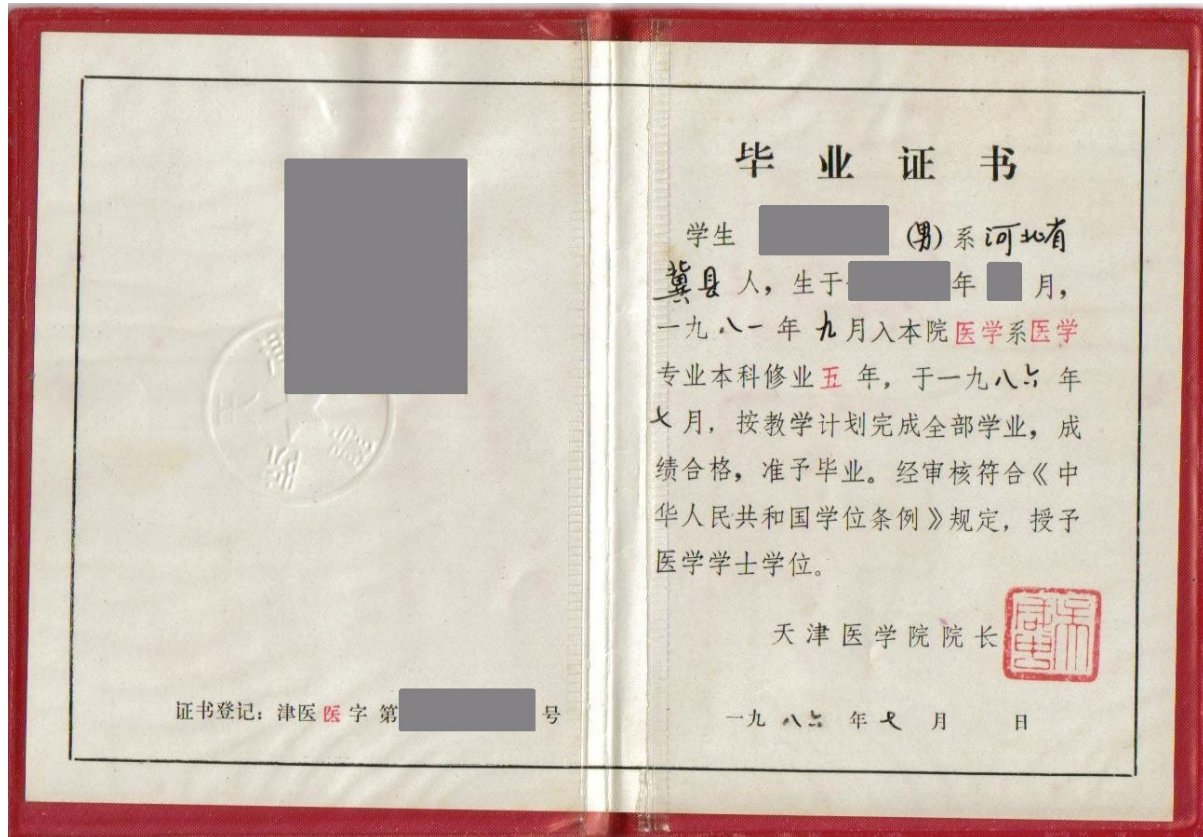 证书登记：津医医字 第 号
毕业证书
学生 (男)系河北省
冀县人，生于 年 月，
一九八一年九月入本院医学系医学
专业本科修业五年，于一九八六年
七月，按教学计划完成全部学业，成
绩合格，准予毕业。经审核符合《中
华人民共和国学位条例》规定，授予
医学学士学位。
天津医学院院长
一九八六年七月 日